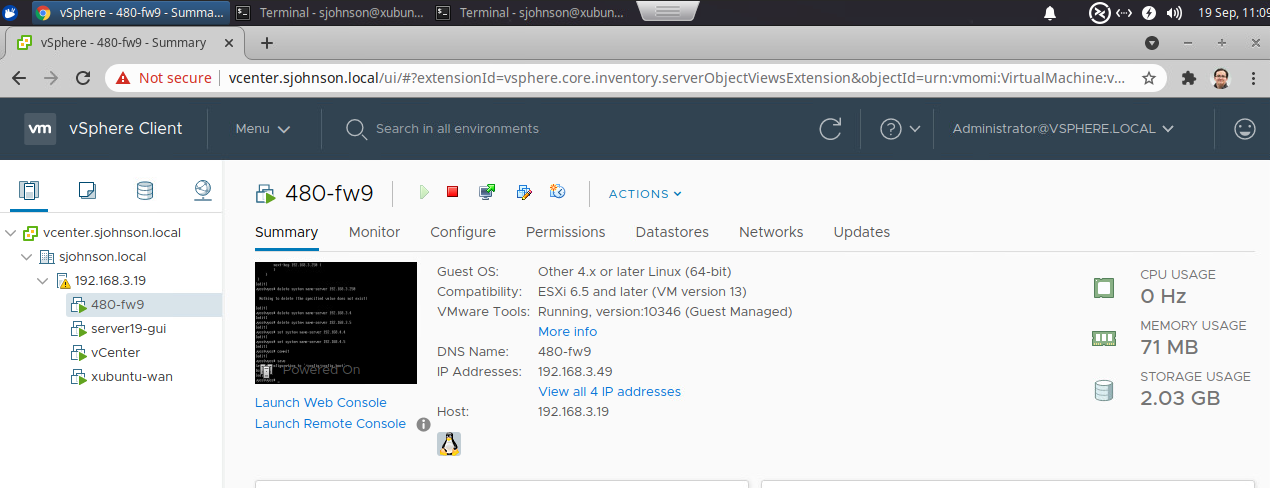 vSphere - 480-fw9 - Summa...
Terminal - sjohnson@xubun...
Terminal - sjohnson@xubun...
19 Sep, 11:09
vSphere - 480-fw9 - Summary
Not secure
vcenter.sjohnson.local/ui/#?extensionId=vsphere.core.inventory.serverObjectViewsExtension&objectId=urn:vmomi:VirtualMachine:v...
vm vSphere Client
Menu
Search in all environments
Administrator@VSPHERE.LOCAL
vcenter.sjohnson.local
sjohnson.local
192.168.3.19
480-fw9
server19-gui
vCenter
xubuntu-wan
480-fw9
ACTIONS
Summary Monitor Configure Permissions Datastores Networks Updates
Powered On
Launch Web Console
Launch Remote Console
Guest OS: Other 4.x or later Linux (64-bit)
Compatibility: ESXi 6.5 and later (VM version 13)
VMware Tools: Running, version:10346 (Guest Managed)
More info
DNS Name: 480-fw9
IP Addresses: 192.168.3.49
View all 4 IP addresses
Host: 192.168.3.19
CPU USAGE
0 Hz
MEMORY USAGE
71 MB
STORAGE USAGE
2.03 GB